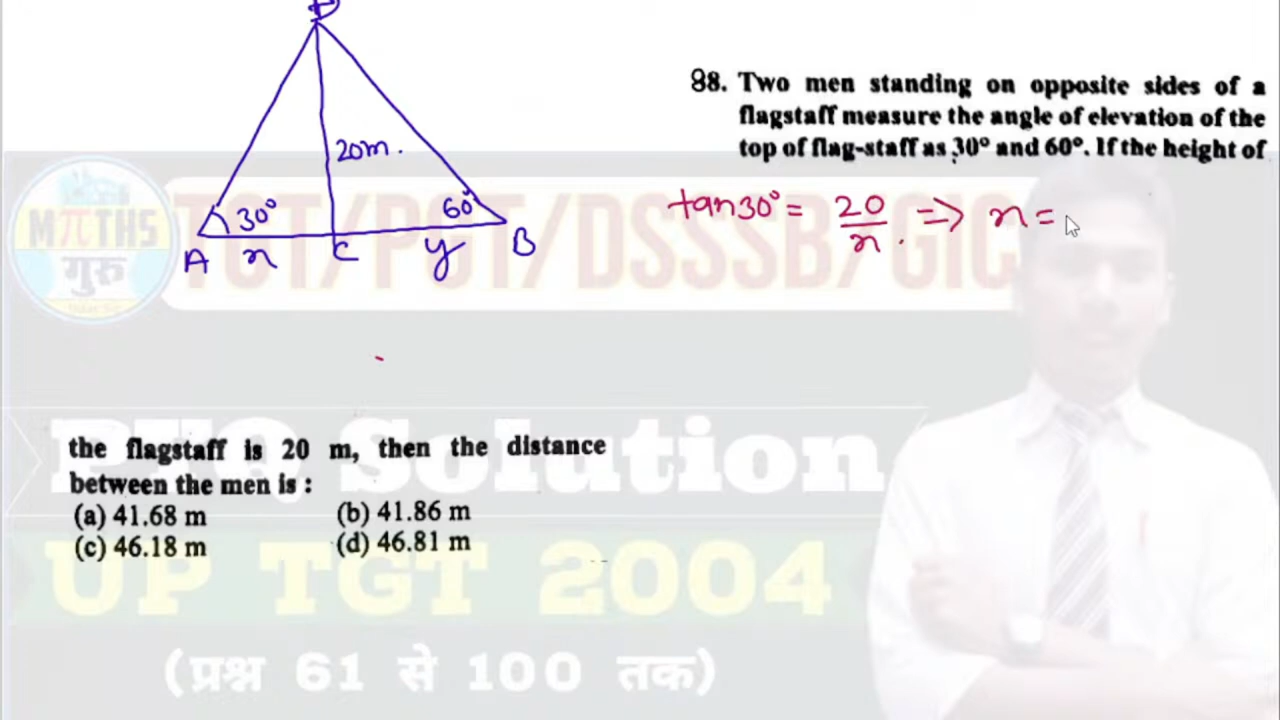 D
20m.
30°
60°
A x C y B
88. Two men standing on opposite sides of a
flagstaff measure the angle of elevation of the
top of flag-staff as 30° and 60°. If the height of
tan30° = 20/x. => x =
MπTHS
गुरु
TGT/PGT/DSSSB/GIC
the flagstaff is 20 m, then the distance
between the men is :
(a) 41.68 m (b) 41.86 m
(c) 46.18 m (d) 46.81 m
PYQ Solution
UP TGT 2004
(प्रश्न 61 से 100 तक)